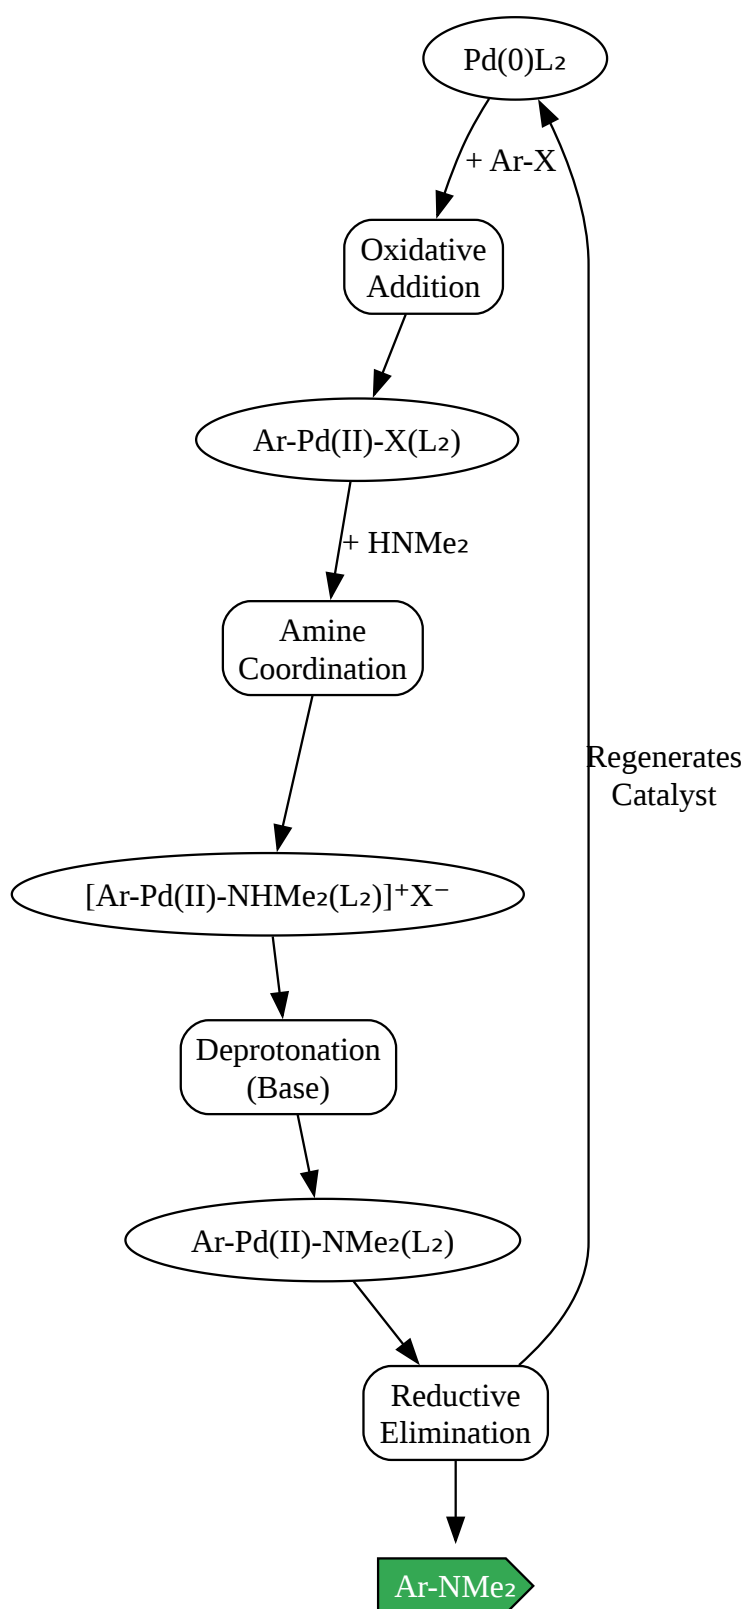 Pd(0)L₂
+ Ar-X
Oxidative
Addition
Ar-Pd(II)-X(L₂)
+ HNMe₂
Amine
Coordination
Regenerates
Catalyst
[Ar-Pd(II)-NHMe₂(L₂)]⁺X⁻
Deprotonation
(Base)
Ar-Pd(II)-NMe₂(L₂)
Reductive
Elimination
Ar-NMe₂